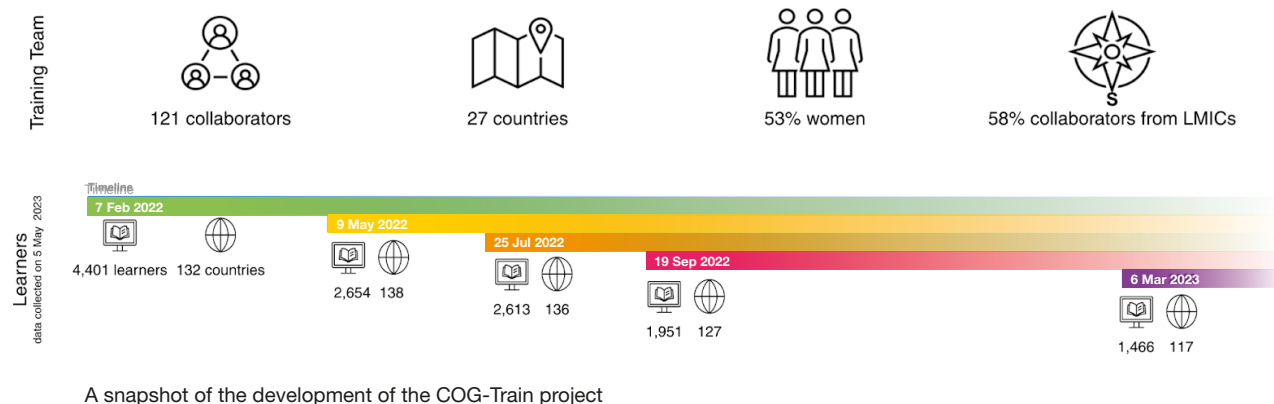 Training Team
121 collaborators
27 countries
53% women
S
58% collaborators from LMICs
Timeline
Timeline
Learners
data collected on 5 May 2023
7 Feb 2022
4,401 learners 132 countries
9 May 2022
2,654 138
25 Jul 2022
2,613 136
19 Sep 2022
1,951 127
6 Mar 2023
1,466 117
A snapshot of the development of the COG-Train project